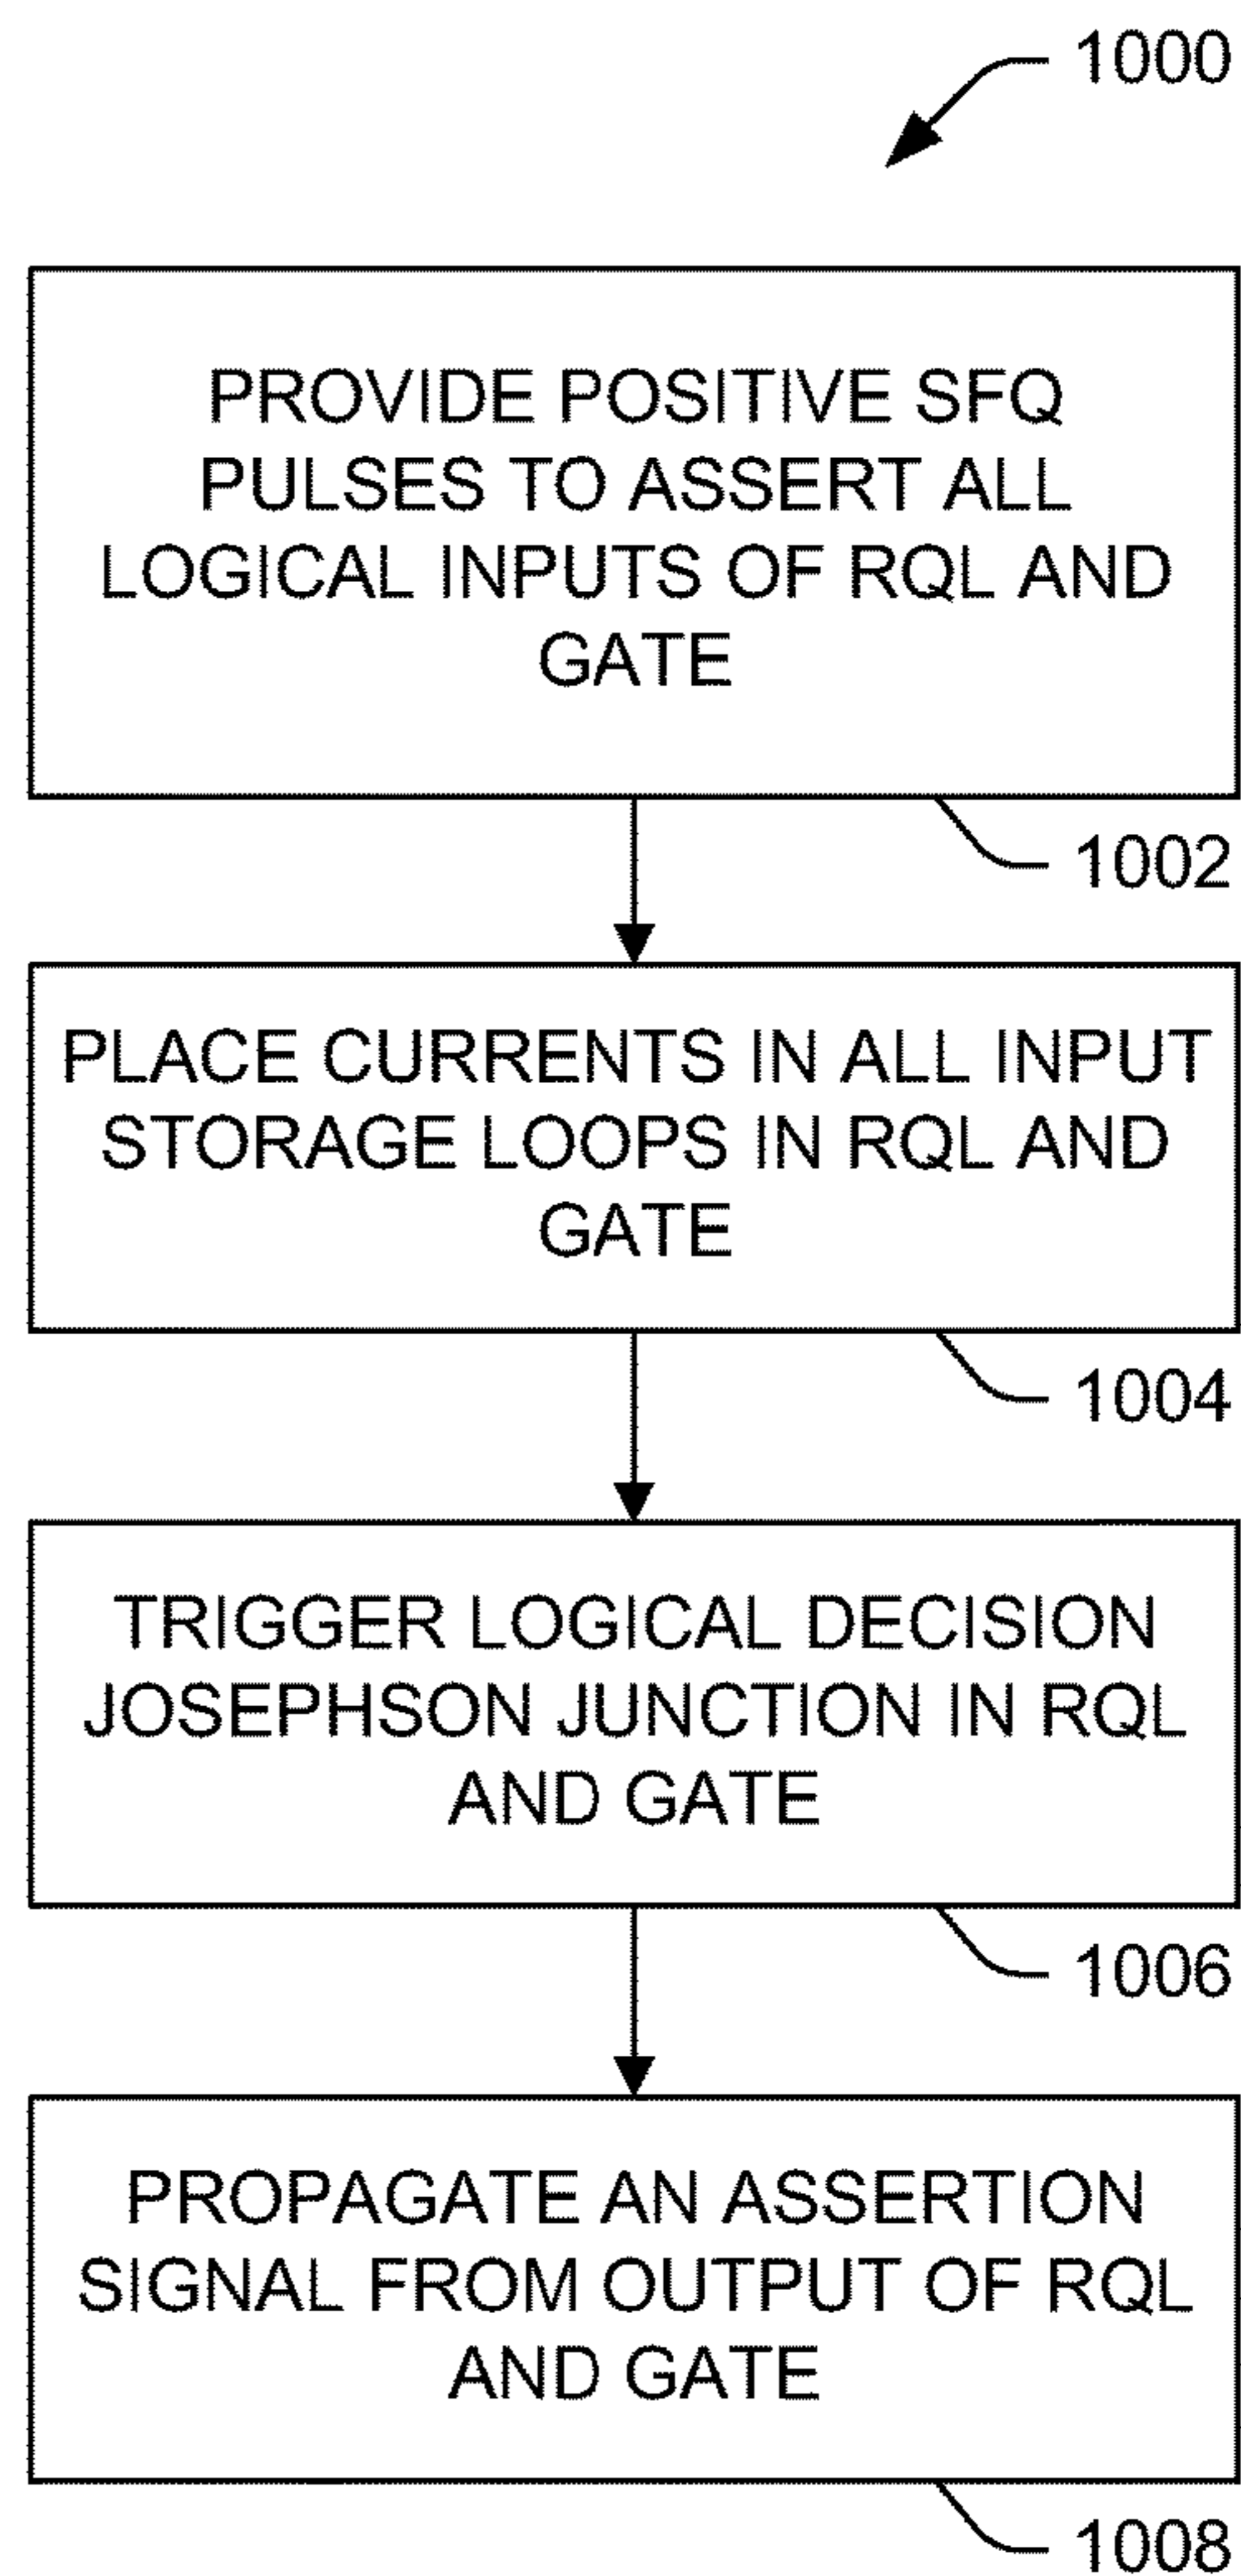 1000
PROVIDE POSITIVE SFQ
PULSES TO ASSERT ALL
LOGICAL INPUTS OF RQL AND
GATE
1002
PLACE CURRENTS IN ALL INPUT
STORAGE LOOPS IN RQL AND
GATE
1004
TRIGGER LOGICAL DECISION
JOSEPHSON JUNCTION IN RQL
AND GATE
1006
PROPAGATE AN ASSERTION
SIGNAL FROM OUTPUT OF RQL
AND GATE
1008